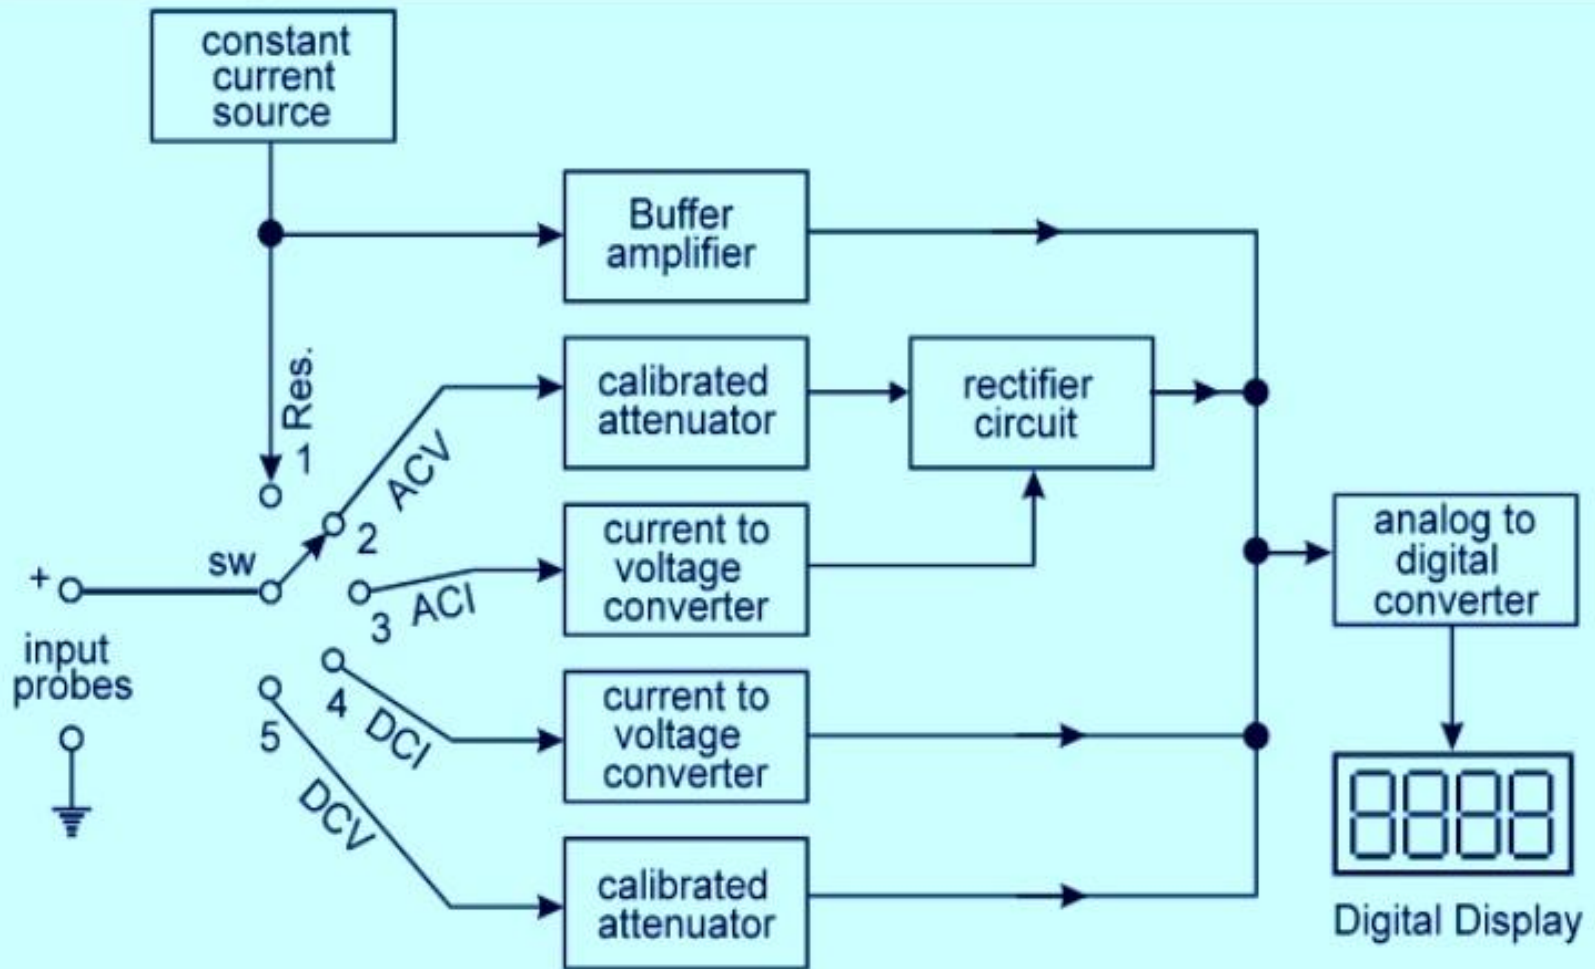 constant
current
source
Buffer
amplifier
Res.
1
calibrated
attenuator
rectifier
circuit
ACV
2
sw
+
current to
voltage
converter
ACI
3
analog to
digital
converter
input
probes
4
DCI
current to
voltage
converter
5
DCV
calibrated
attenuator
8888
Digital Display